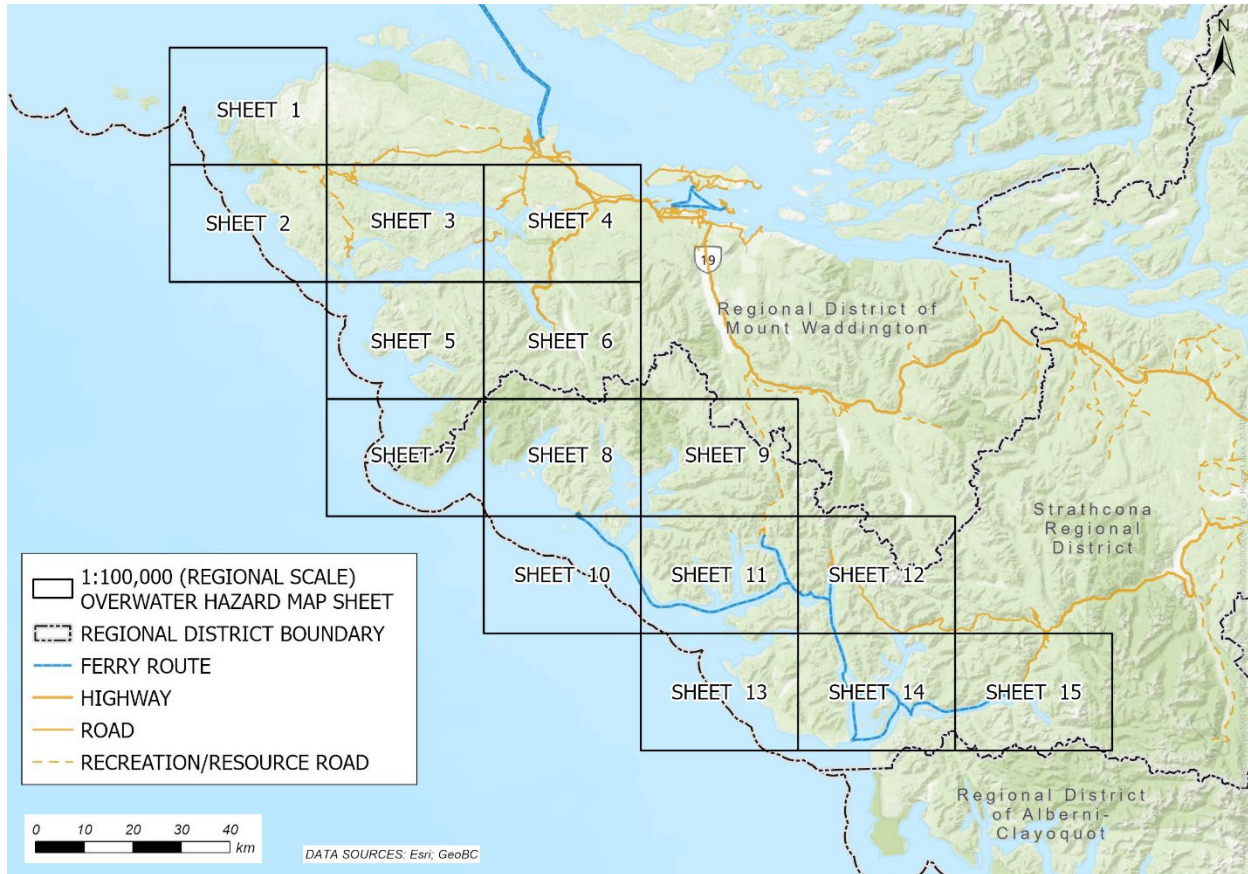 N
SHEET 1
SHEET 2
SHEET 3
SHEET 4
19
Regional District of
Mount Waddington
SHEET 5
SHEET 6
SHEET 7
SHEET 8
SHEET 9
Strathcona
Regional
District
SHEET 10
SHEET 11
SHEET 12
SHEET 13
SHEET 14
SHEET 15
Regional District
of Alberni-
Clayoquot
1:100,000 (REGIONAL SCALE)
OVERWATER HAZARD MAP SHEET
REGIONAL DISTRICT BOUNDARY
FERRY ROUTE
HIGHWAY
ROAD
RECREATION/RESOURCE ROAD
0 10 20 30 40
km
DATA SOURCES: Esri; GeoBC